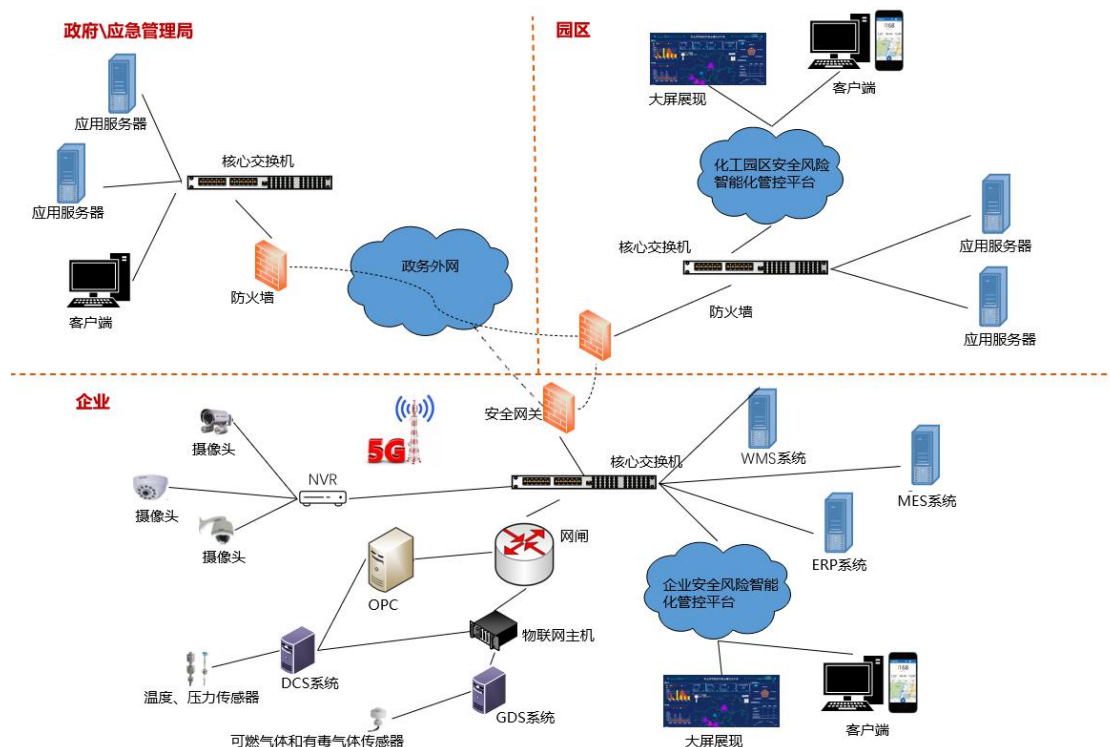 政府\应急管理局
应用服务器
应用服务器
客户端
核心交换机
防火墙
政务外网
园区
大屏展现
客户端
化工园区安全风险
智能化管控平台
核心交换机
防火墙
应用服务器
应用服务器
企业
摄像头
摄像头
摄像头
NVR
5G
安全网关
核心交换机
WMS系统
MES系统
ERP系统
网闸
OPC
物联网主机
DCS系统
GDS系统
温度、压力传感器
可燃气体和有毒气体传感器
企业安全风险智能
化管控平台
大屏展现
客户端